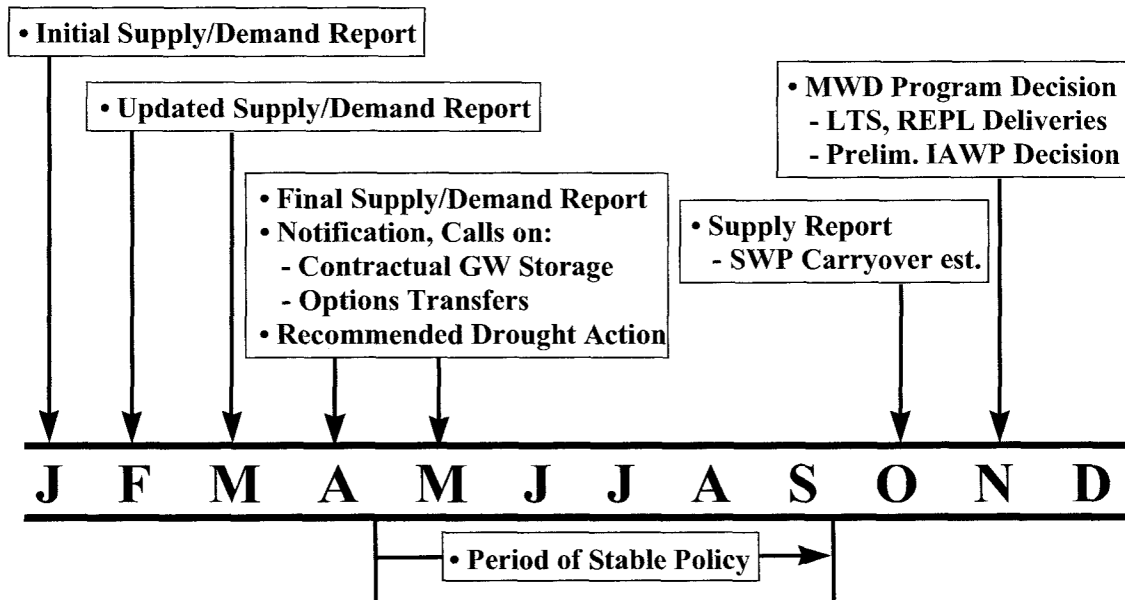 • Initial Supply/Demand Report
• Updated Supply/Demand Report
• MWD Program Decision
- LTS, REPL Deliveries
- Prelim. IAWP Decision
• Final Supply/Demand Report
• Notification, Calls on:
- Contractual GW Storage
- Options Transfers
• Recommended Drought Action
• Supply Report
- SWP Carryover est.
J F M A M J J A S O N D
• Period of Stable Policy